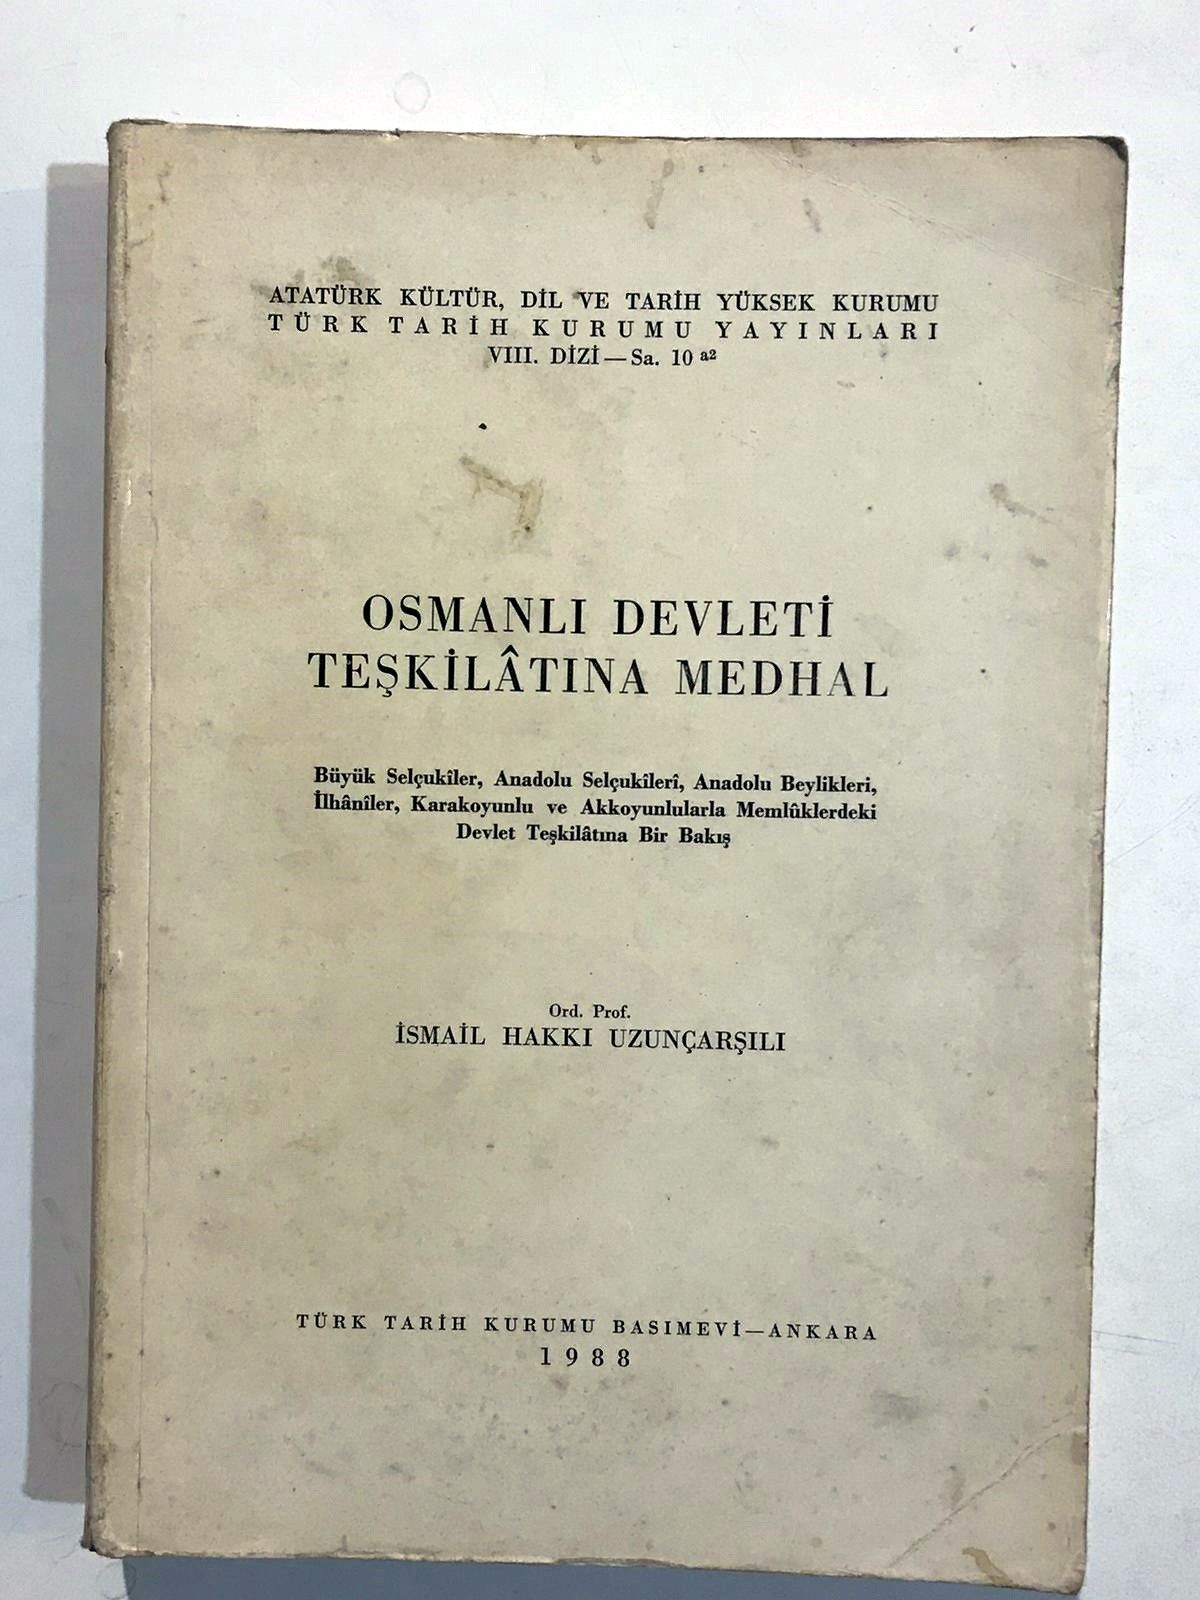 ATATÜRK KÜLTÜR, DİL VE TARİH YÜKSEK KURUMU
TÜRK TARİH KURUMU YAYINLARI
VIII. DİZİ — Sa. 10 a2
OSMANLI DEVLETİ
TEŞKİLÂTINA MEDHAL
Büyük Selçukîler, Anadolu Selçukîlerî, Anadolu Beylikleri,
İlhânîler, Karakoyunlu ve Akkoyunlularla Memlûklerdeki
Devlet Teşkilâtına Bir Bakış
Ord. Prof.
İSMAİL HAKKI UZUNÇARŞILI
TÜRK TARİH KURUMU BASIMEVİ — ANKARA
1988